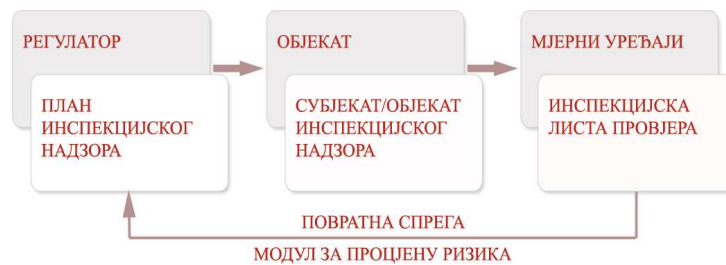 РЕГУЛАТОР
ПЛАН
ИНСПЕКЦИЈСКОГ
НАДЗОРА
ОБЈЕКАТ
СУБЈЕКАТ/ОБЈЕКАТ
ИНСПЕКЦИЈСКОГ
НАДЗОРА
МЈЕРНИ УРЕЂАЈИ
ИНСПЕКЦИЈСКА
ЛИСТА ПРОВЈЕРА
ПОВРАТНА СПРЕГА
МОДУЛ ЗА ПРОЦЈЕНУ РИЗИКА